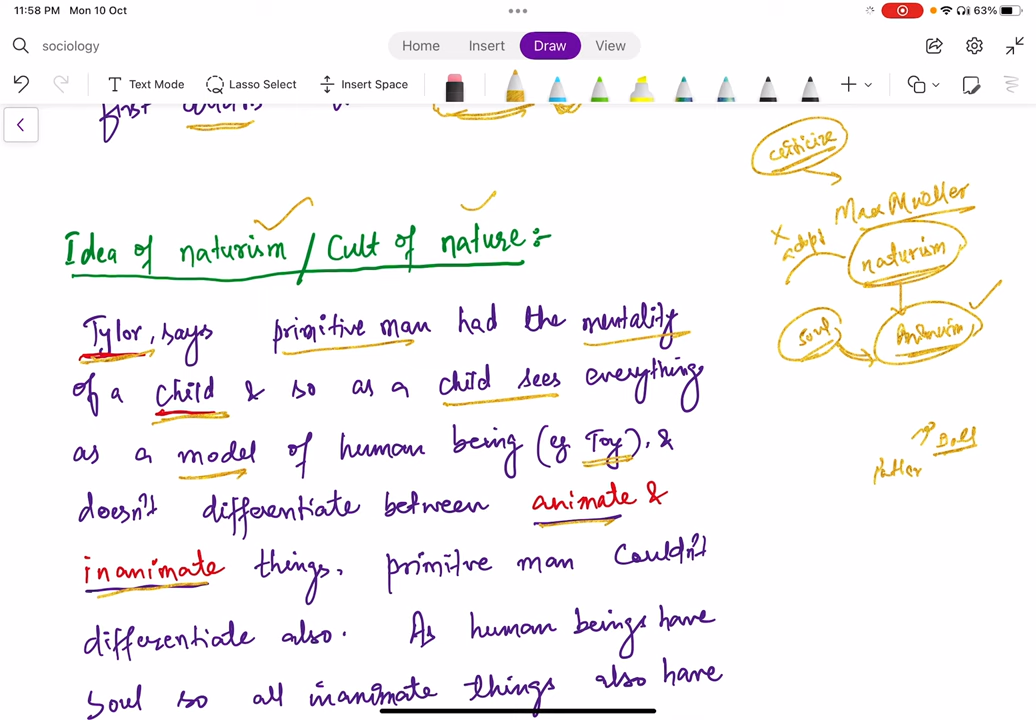 11:58 PM Mon 10 Oct
63%
sociology
Home Insert Draw View
Text Mode Lasso Select Insert Space
first
criticize
Max Mueller
Idea of naturism / Cult of nature :-
x adopt
naturism
Tylor, says primitive man had the mentality
soul
Animism
of a child & so as a child sees everything
as a model of human being (eg Toy), &
doesn't differentiate between animate &
inanimate things. primitive man couldn't
differentiate also. As human beings have
soul so all inanimate things also have